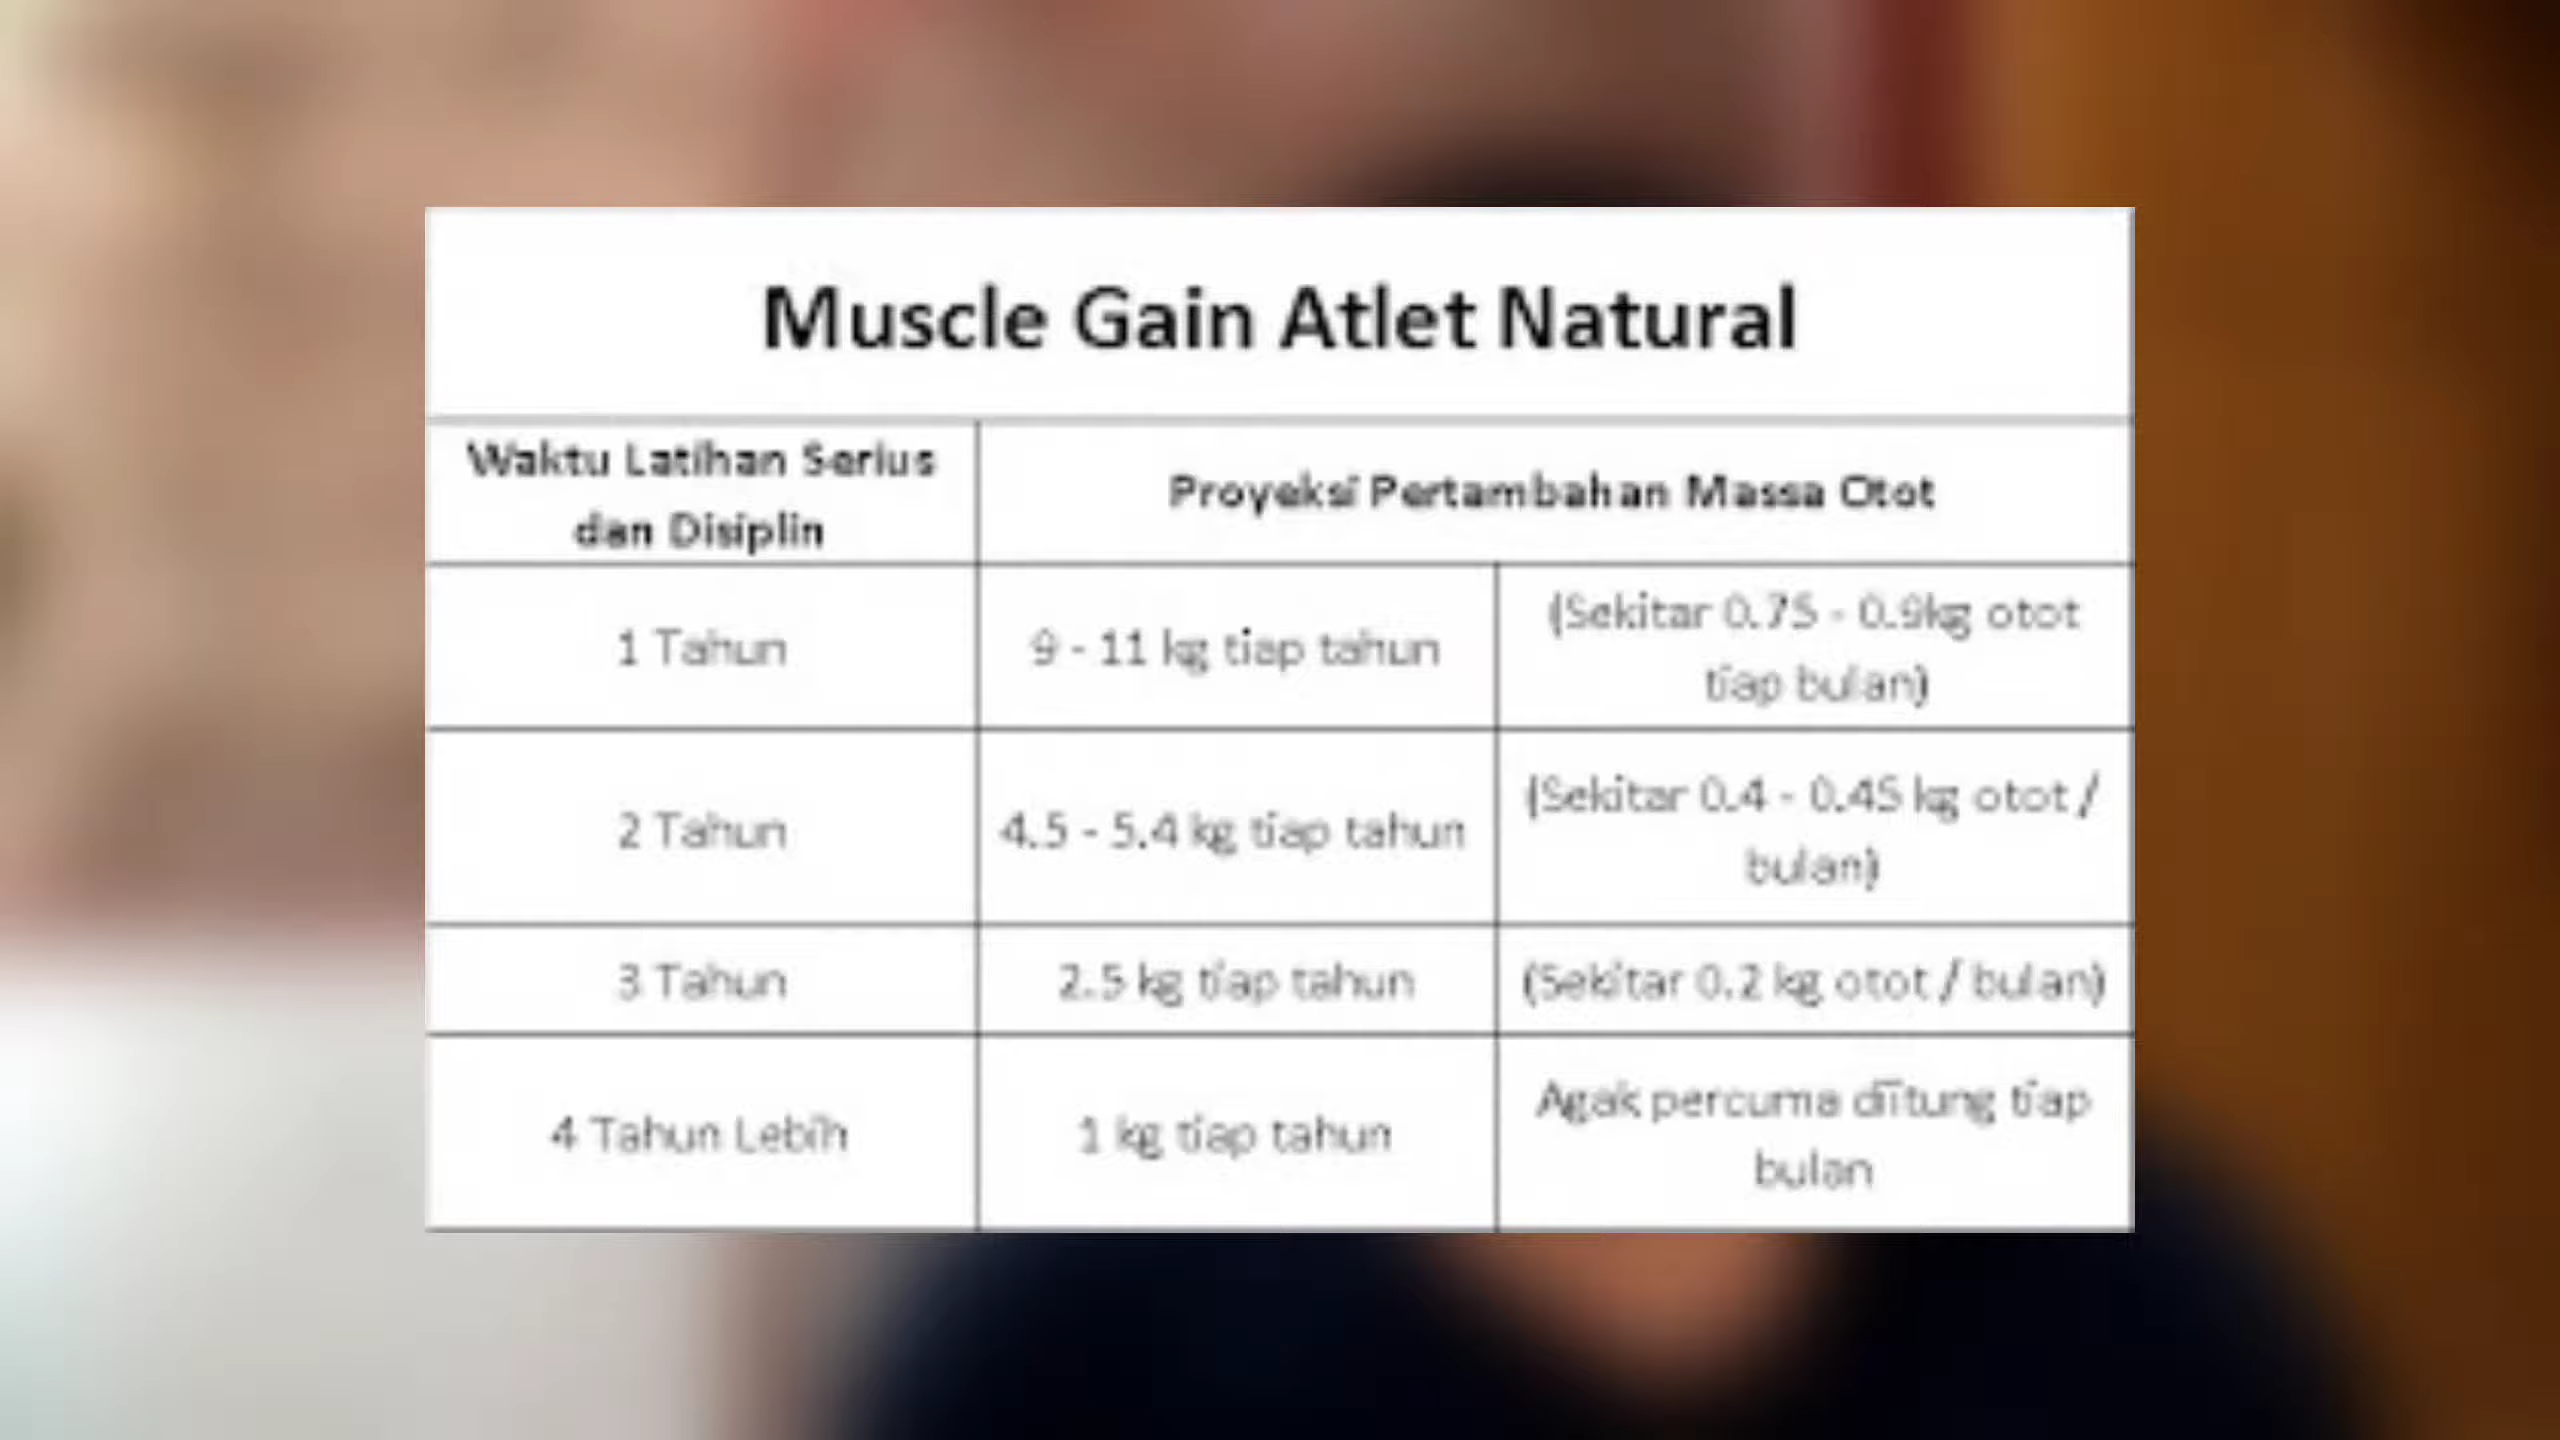 Muscle Gain Atlet Natural
Waktu Latihan Serius
dan Disiplin
Proyeksi Pertambahan Massa Otot
1 Tahun
9 - 11 kg tiap tahun
(Sekitar 0.75 - 0.9kg otot
tiap bulan)
2 Tahun
4.5 - 5.4 kg tiap tahun
(Sekitar 0.4 - 0.45 kg otot /
bulan)
3 Tahun
2.5 kg tiap tahun
(Sekitar 0.2 kg otot / bulan)
4 Tahun Lebih
1 kg tiap tahun
Agak percuma diitung tiap
bulan